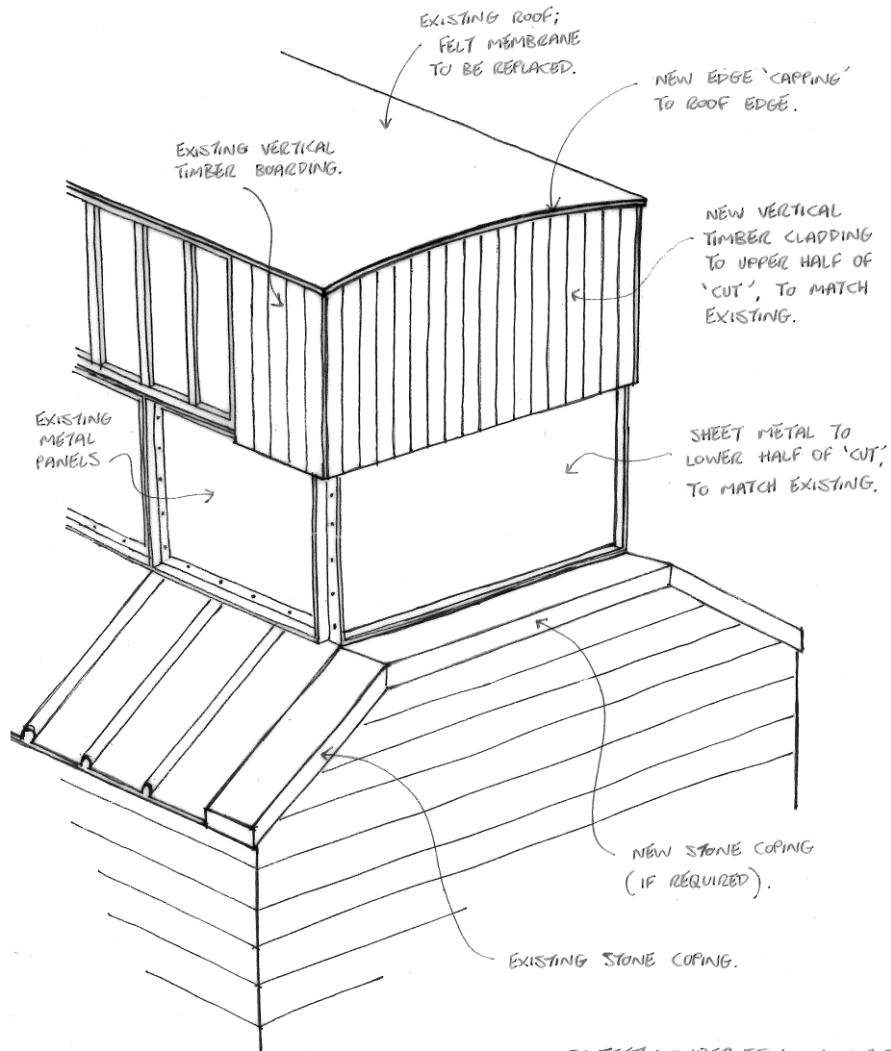 EXISTING ROOF;
FELT MEMBRANE
TO BE REPLACED.
NEW EDGE 'CAPPING'
TO ROOF EDGE.
EXISTING VERTICAL
TIMBER BOARDING.
NEW VERTICAL
TIMBER CLADDING
TO UPPER HALF OF
'CUT', TO MATCH
EXISTING.
EXISTING
METAL
PANELS
SHEET METAL TO
LOWER HALF OF 'CUT',
TO MATCH EXISTING.
NEW STONE COPING
(IF REQUIRED).
EXISTING STONE COPING.